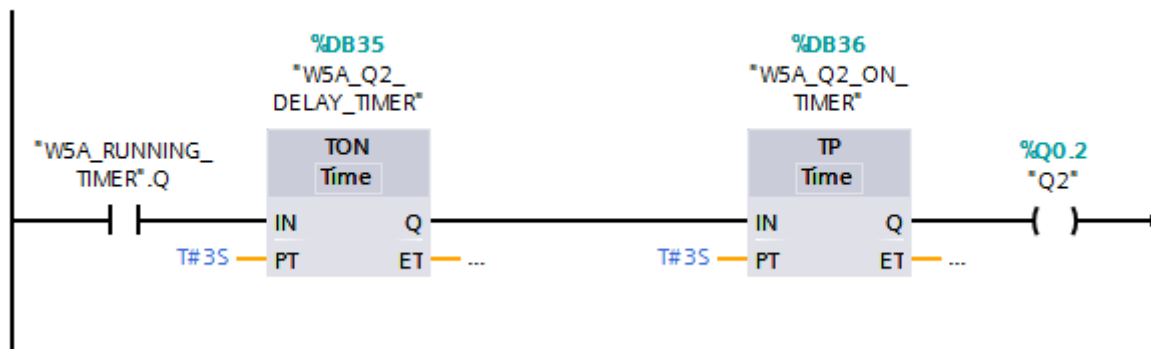 %DB35
"W5A_Q2_
DELAY_TIMER"
%DB36
"W5A_Q2_ON_
TIMER"
"W5A_RUNNING_
TIMER".Q
TON
Time
TP
Time
%Q0.2
"Q2"
IN Q
IN Q
T#3S PT ET ...
T#3S PT ET ...